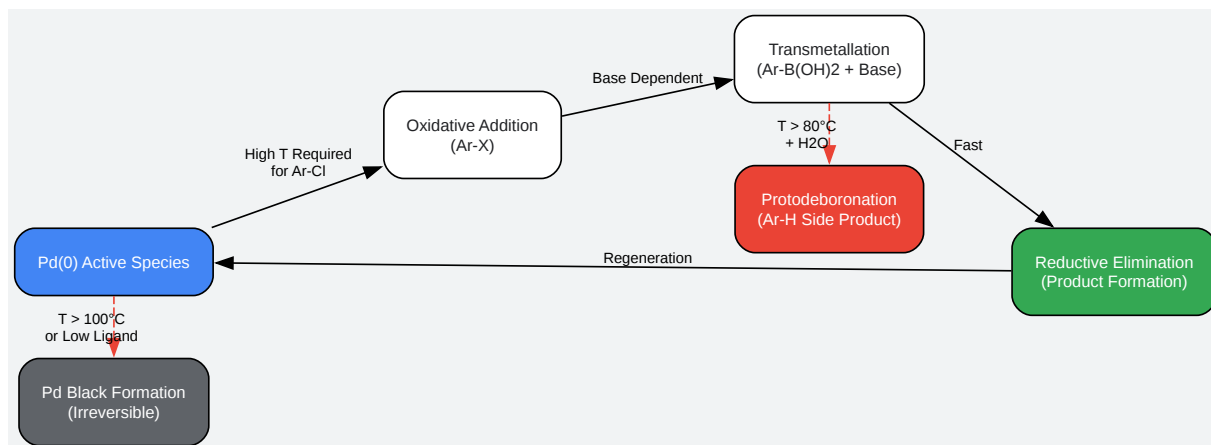 Transmetallation
(Ar-B(OH)2 + Base)
Base Dependent
Oxidative Addition
(Ar-X)
T > 80°C
+ H2O
High T Required
for Ar-Cl
Fast
Protodeboronation
(Ar-H Side Product)
Pd(0) Active Species
Regeneration
Reductive Elimination
(Product Formation)
T > 100°C
or Low Ligand
Pd Black Formation
(Irreversible)